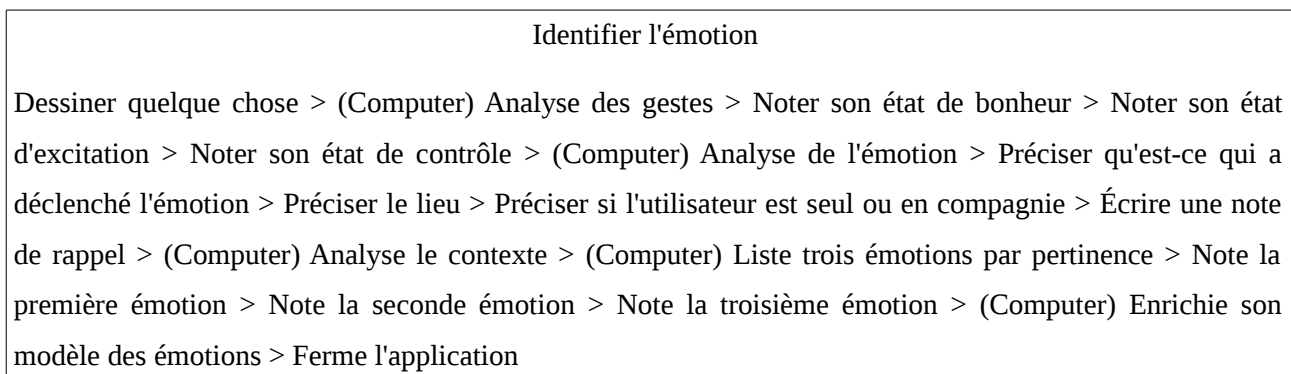 Identifier l'émotion
Dessiner quelque chose > (Computer) Analyse des gestes > Noter son état de bonheur > Noter son état
d'excitation > Noter son état de contrôle > (Computer) Analyse de l'émotion > Préciser qu'est-ce qui a
déclenché l'émotion > Préciser le lieu > Préciser si l'utilisateur est seul ou en compagnie > Écrire une note
de rappel > (Computer) Analyse le contexte > (Computer) Liste trois émotions par pertinence > Note la
première émotion > Note la seconde émotion > Note la troisième émotion > (Computer) Enrichie son
modèle des émotions > Ferme l'application